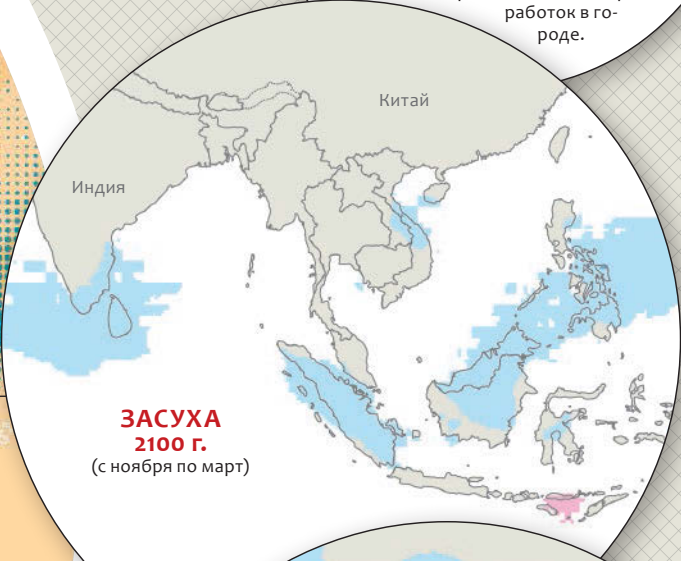 работок в го-
роде.
Китай
Индия
ЗАСУХА
2100 г.
(с ноября по март)